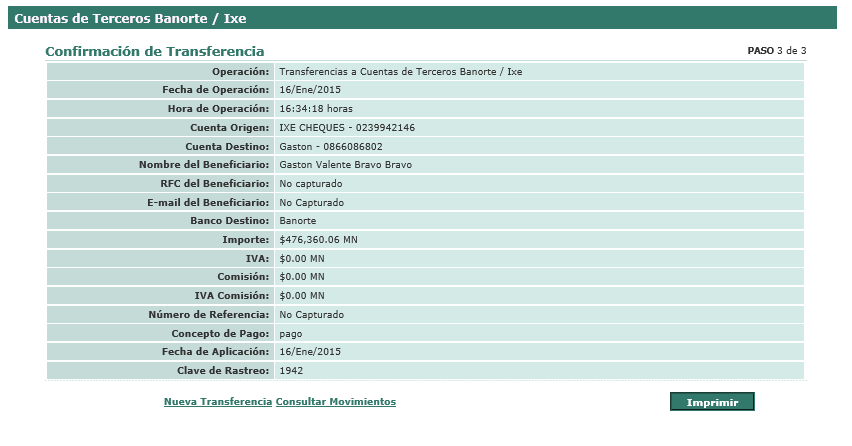 Cuentas de Terceros Banorte / Ixe
Confirmación de Transferencia PASO 3 de 3
Operación: Transferencias a Cuentas de Terceros Banorte / Ixe
Fecha de Operación: 16/Ene/2015
Hora de Operación: 16:34:18 horas
Cuenta Origen: IXE CHEQUES - 0239942146
Cuenta Destino: Gaston - 0866086802
Nombre del Beneficiario: Gaston Valente Bravo Bravo
RFC del Beneficiario: No capturado
E-mail del Beneficiario: No Capturado
Banco Destino: Banorte
Importe: $476,360.06 MN
IVA: $0.00 MN
Comisión: $0.00 MN
IVA Comisión: $0.00 MN
Número de Referencia: No Capturado
Concepto de Pago: pago
Fecha de Aplicación: 16/Ene/2015
Clave de Rastreo: 1942
Nueva Transferencia Consultar Movimientos Imprimir